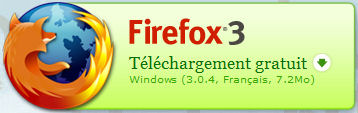 Firefox®3
Téléchargement gratuit
Windows (3.0.4, Français, 7.2Mo)